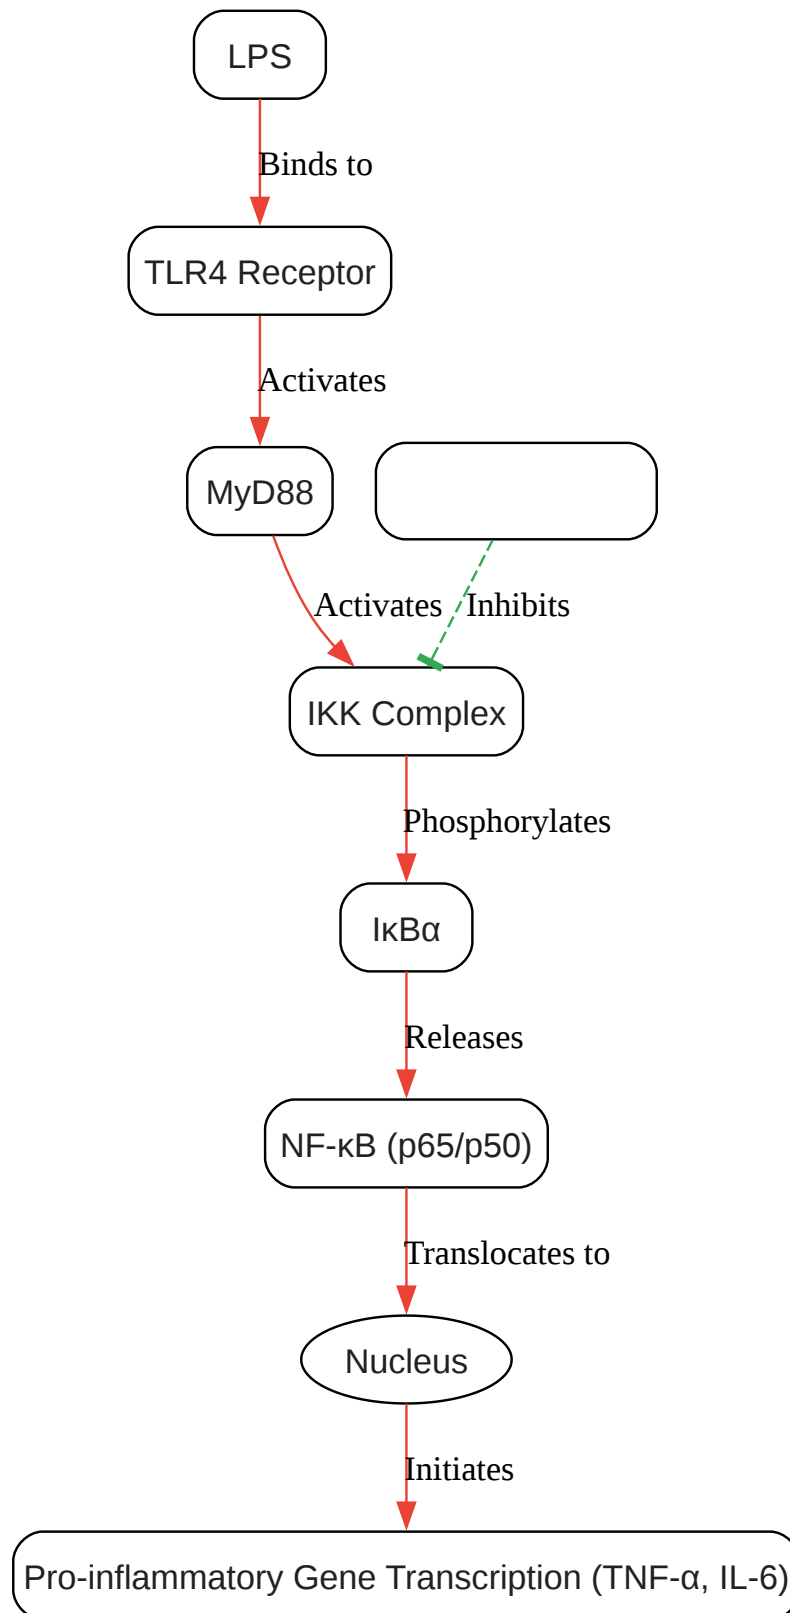 LPS
Binds to
TLR4 Receptor
Activates
MyD88
Activates
Inhibits
IKK Complex
Phosphorylates
IκBα
Releases
NF-κB (p65/p50)
Translocates to
Nucleus
Initiates
Pro-inflammatory Gene Transcription (TNF-α, IL-6)